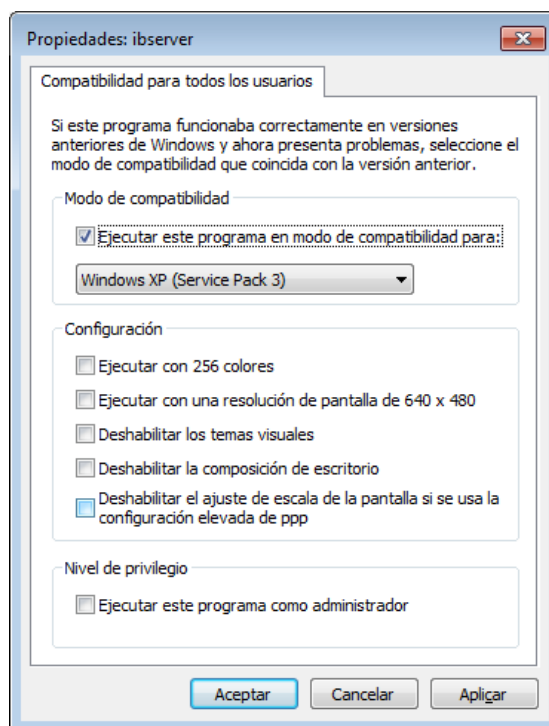 Propiedades: ibserver
Compatibilidad para todos los usuarios
Si este programa funcionaba correctamente en versiones
anteriores de Windows y ahora presenta problemas, seleccione el
modo de compatibilidad que coincida con la versión anterior.
Modo de compatibilidad
Ejecutar este programa en modo de compatibilidad para:
Windows XP (Service Pack 3)
Configuración
Ejecutar con 256 colores
Ejecutar con una resolución de pantalla de 640 x 480
Deshabilitar los temas visuales
Deshabilitar la composición de escritorio
Deshabilitar el ajuste de escala de la pantalla si se usa la
configuración elevada de ppp
Nivel de privilegio
Ejecutar este programa como administrador
Aceptar Cancelar Aplicar